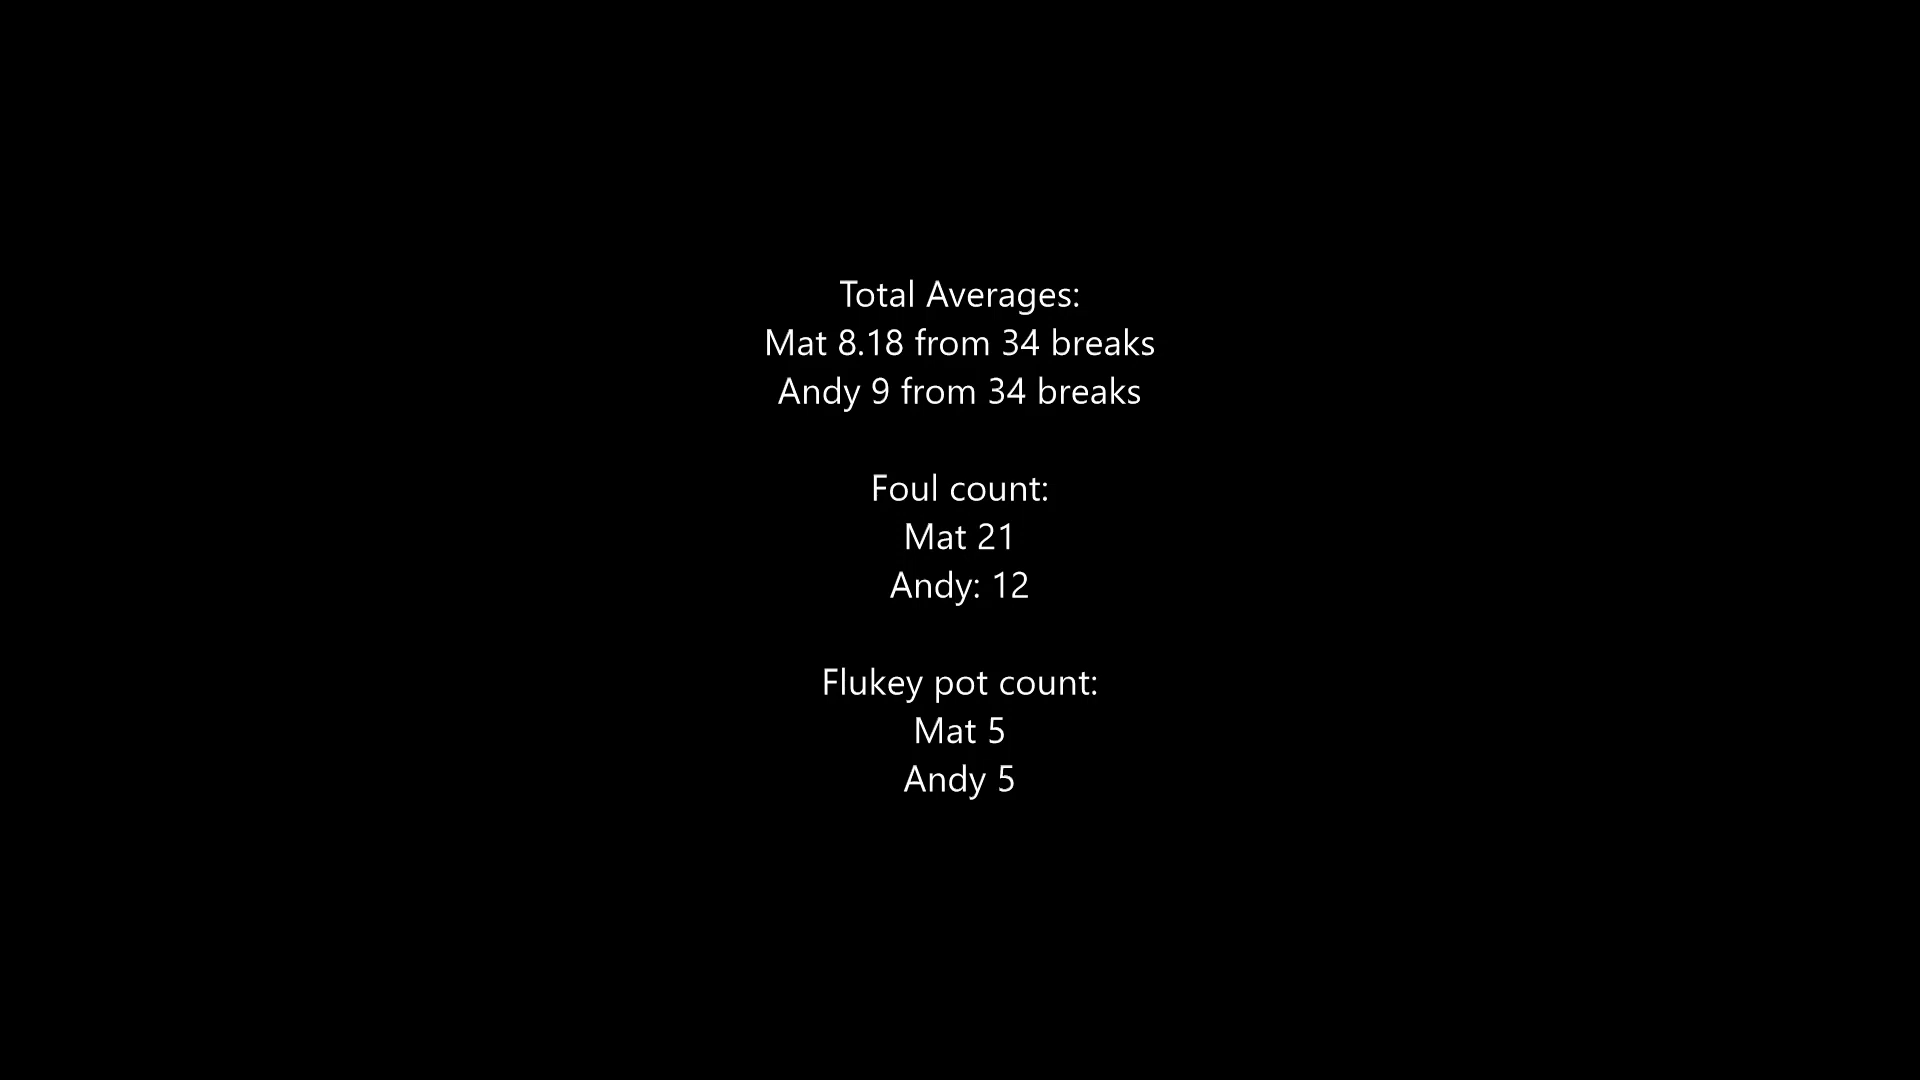 Total Averages:
Mat 8.18 from 34 breaks
Andy 9 from 34 breaks
Foul count:
Mat 21
Andy: 12
Flukey pot count:
Mat 5
Andy 5